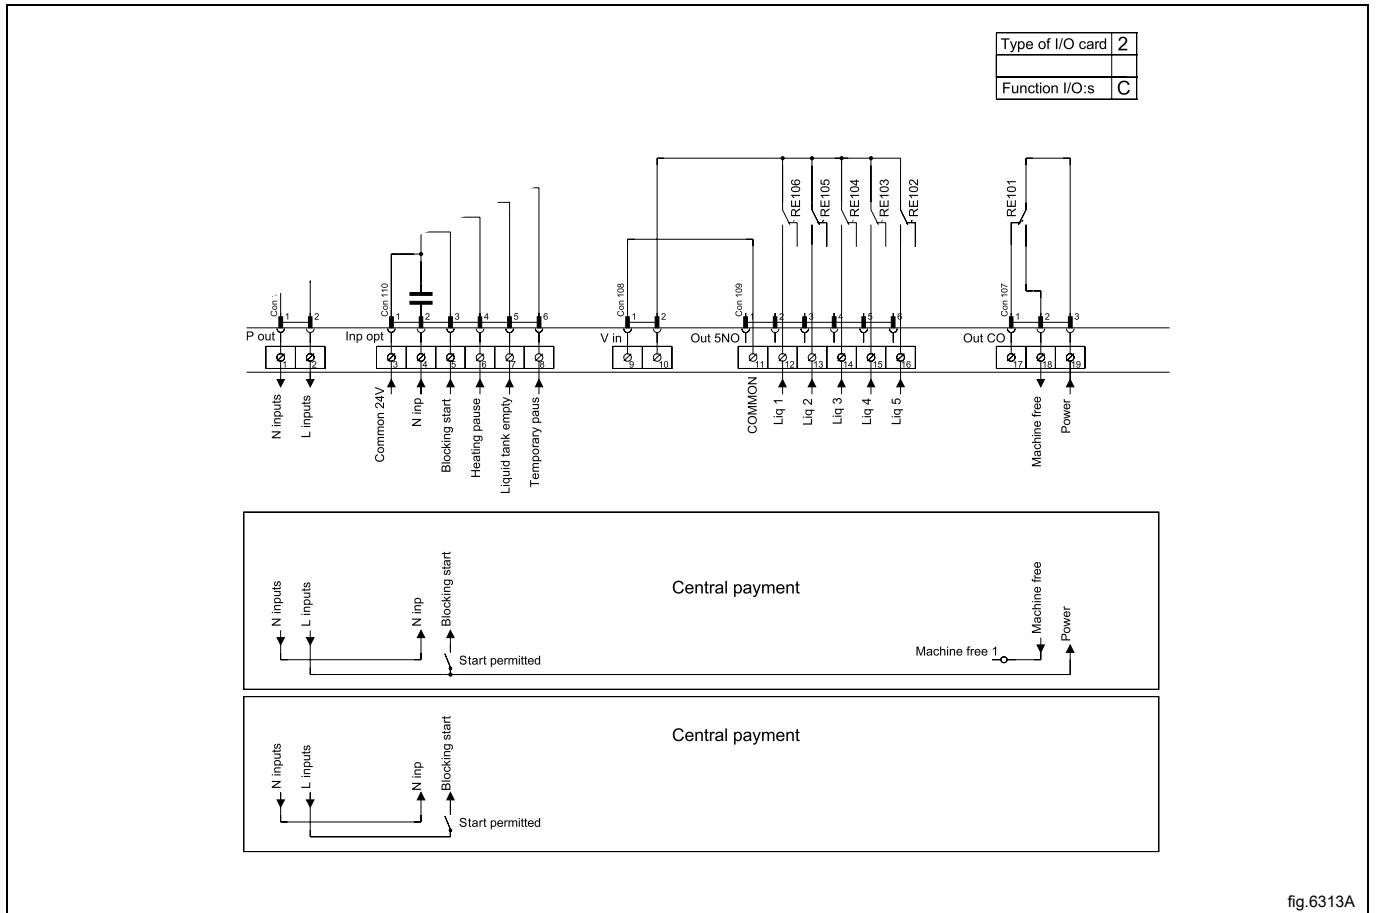 Type of I/O card 2
Function I/O:s C
RE106 RE105 RE104 RE103 RE102 RE101
Con 110 Con 108 Con 109 Con 107
1 2 1 2 3 4 5 6 1 2 1 2 3 4 5 6 1 2 3
P out Inp opt V in Out 5NO Out CO
1 2 3 4 5 6 7 8 9 10 11 12 13 14 15 16 17 18 19
N inputs
L inputs
Common 24V
N inp
Blocking start
Heating pause
Liquid tank empty
Temporary paus
COMMON
Liq 1
Liq 2
Liq 3
Liq 4
Liq 5
Machine free
Power
Central payment
N inputs
L inputs
N inp
Blocking start
Start permitted
Machine free 1
Machine free
Power
Central payment
N inputs
L inputs
N inp
Blocking start
Start permitted
fig.6313A